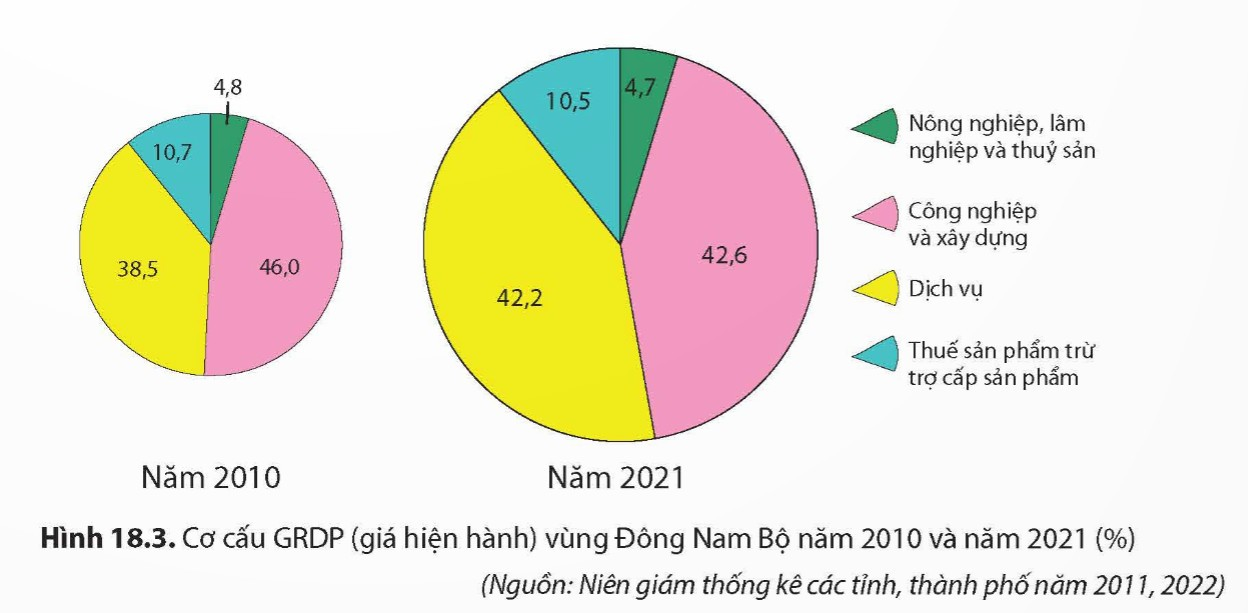 4,8
10,7
38,5
46,0
Năm 2010
10,5
4,7
42,6
42,2
Năm 2021
Nông nghiệp, lâm
nghiệp và thuỷ sản
Công nghiệp
và xây dựng
Dịch vụ
Thuế sản phẩm trừ
trợ cấp sản phẩm
Hình 18.3. Cơ cấu GRDP (giá hiện hành) vùng Đông Nam Bộ năm 2010 và năm 2021 (%)
(Nguồn: Niên giám thống kê các tỉnh, thành phố năm 2011, 2022)